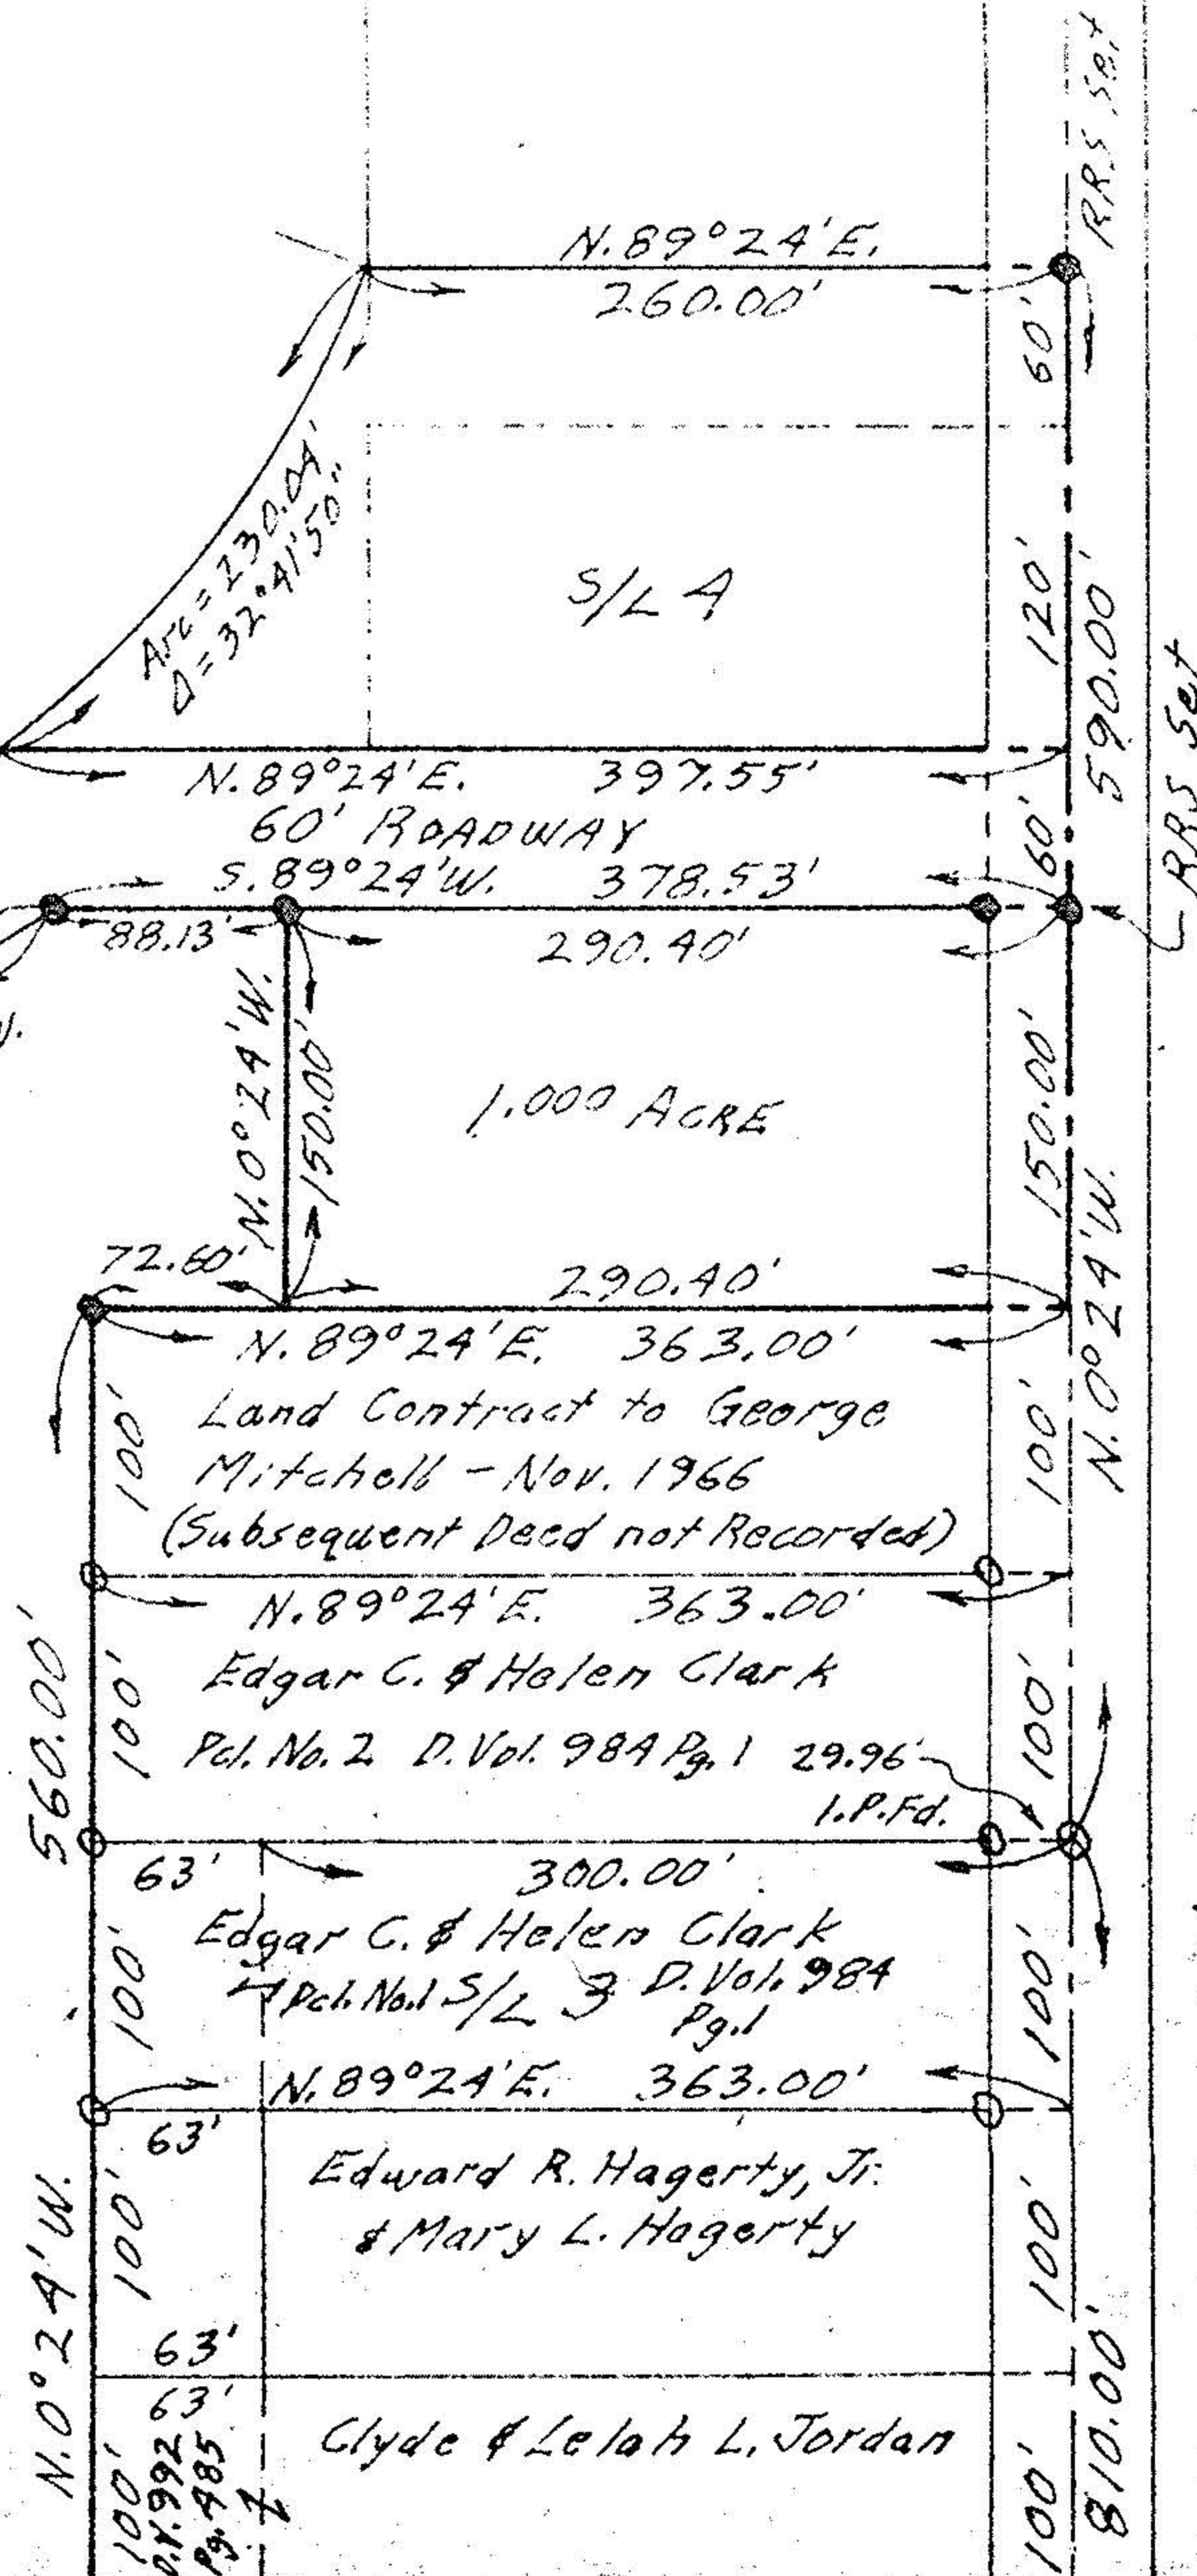 RRS Set
N.89°24'E.
260.00'
60'
Arc = 230.04'
Δ=32°41'50"
S/L 4
120'
590.00'
RRS Set
N.89°24'E. 397.55'
60' ROADWAY
60'
S.89°24'W. 378.53'
88.13'
290.40'
N.0°24'W.
150.00'
1.000 ACRE
150.00'
N.0°24'W.
72.60'
290.40'
N.89°24'E. 363.00'
100'
Land Contract to George
Mitchell - Nov. 1966
(Subsequent Deed not Recorded)
100'
N.89°24'E. 363.00'
560.00'
100'
Edgar C. & Helen Clark
Pcl. No. 2 D. Vol. 984 Pg. 1
29.96'
I.P.Fd.
100'
63'
300.00'
100'
Edgar C. & Helen Clark
Pcl. No.1 S/L 3 D. Vol. 984
Pg.1
100'
N.89°24'E. 363.00'
63'
N.0°24'W.
100'
Edward R. Hagerty, Jr.
& Mary L. Hagerty
100'
63'
63'
100'
D.V.992
Pg.485
Clyde & Lelah L. Jordan
100'
810.00'